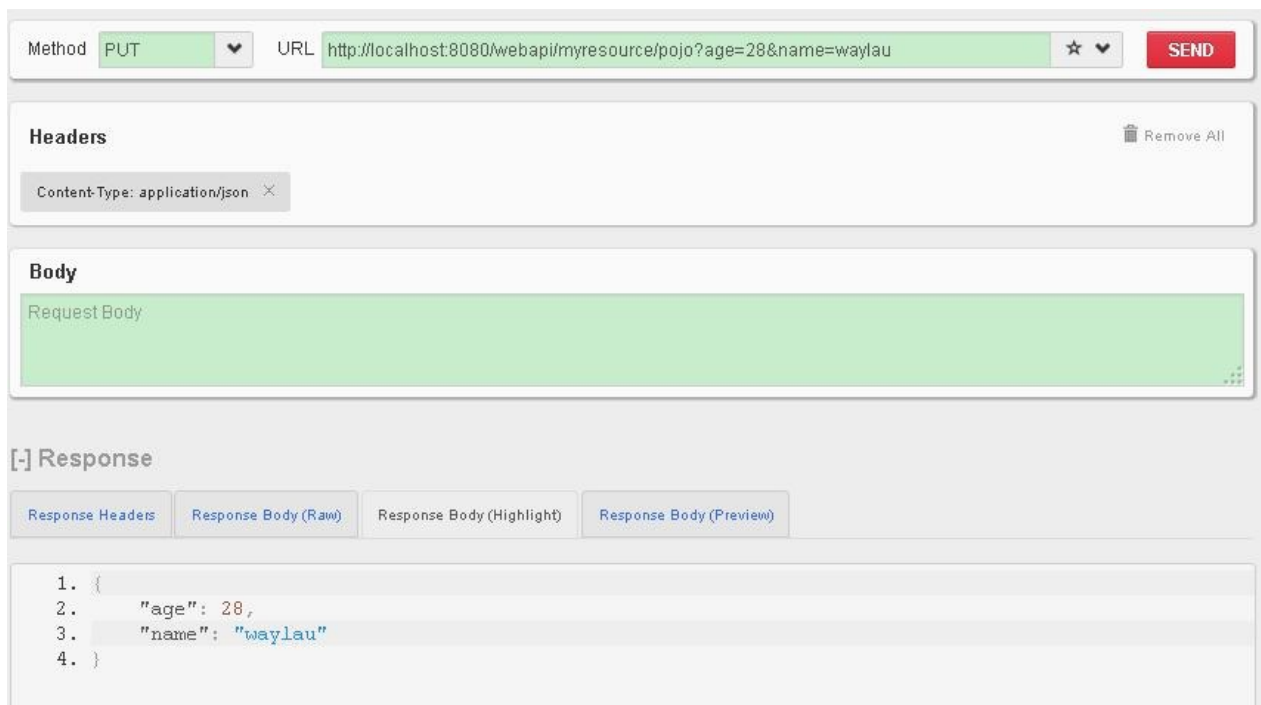 Method PUT URL http://localhost:8080/webapi/myresource/pojo?age=28&name=waylau SEND
Headers Remove All
Content-Type: application/json ×
Body
Request Body
[-] Response
Response Headers Response Body (Raw) Response Body (Highlight) Response Body (Preview)
1. {
2. "age": 28,
3. "name": "waylau"
4. }